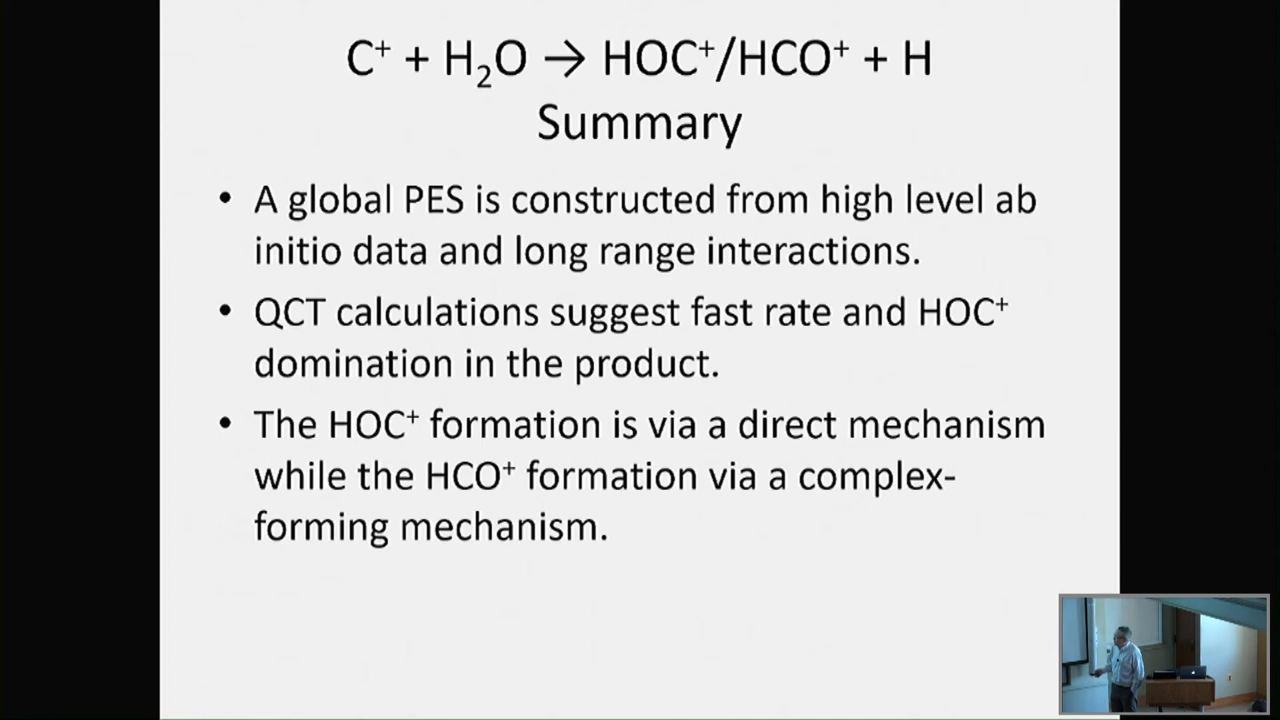 C⁺ + H₂O → HOC⁺/HCO⁺ + H
Summary
• A global PES is constructed from high level ab
initio data and long range interactions.
• QCT calculations suggest fast rate and HOC⁺
domination in the product.
• The HOC⁺ formation is via a direct mechanism
while the HCO⁺ formation via a complex-
forming mechanism.